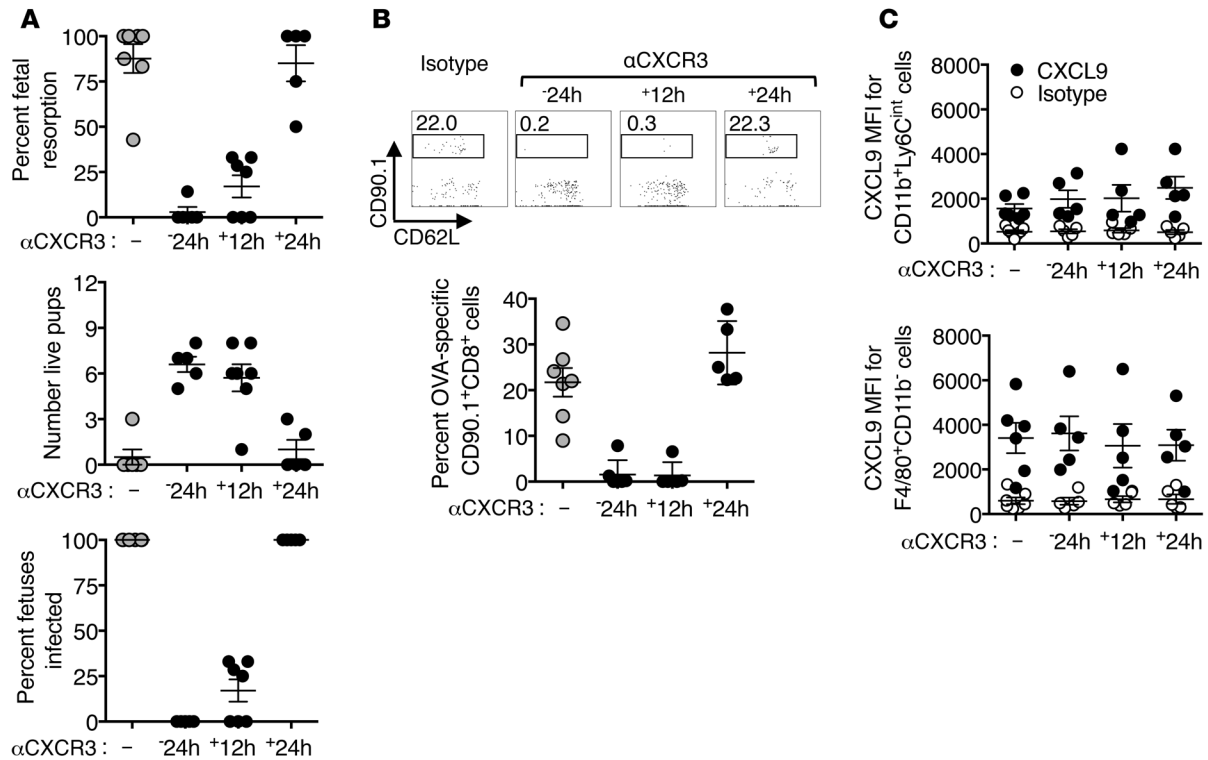 A
Percent fetal
resorption
100
75
50
25
0
αCXCR3 : – -24h +12h +24h
Number live pups
12
9
6
3
0
αCXCR3 : – -24h +12h +24h
Percent fetuses
infected
100
75
50
25
0
αCXCR3 : – -24h +12h +24h
B
Isotype αCXCR3
-24h +12h +24h
22.0 0.2 0.3 22.3
CD90.1
CD62L
Percent OVA-specific
CD90.1+CD8+ cells
40
30
20
10
0
αCXCR3 : – -24h +12h +24h
C
CXCL9 MFI for
CD11b+Ly6Cint cells
8000
6000
4000
2000
0
CXCL9
Isotype
αCXCR3 : – -24h +12h +24h
CXCL9 MFI for
F4/80+CD11b- cells
8000
6000
4000
2000
0
αCXCR3 : – -24h +12h +24h